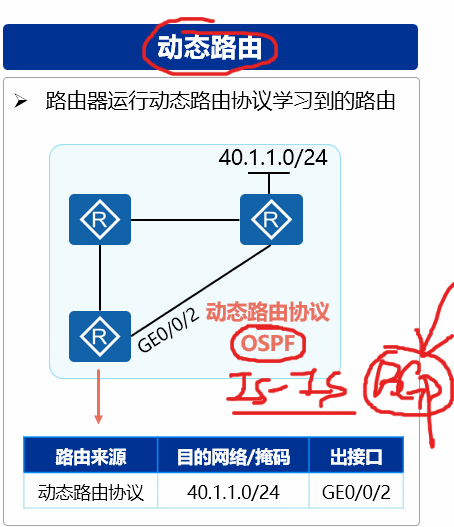 动态路由
➢ 路由器运行动态路由协议学习到的路由
40.1.1.0/24
R
R
R
GE0/0/2
动态路由协议
OSPF
IS-IS
BGP
路由来源 目的网络/掩码 出接口
动态路由协议 40.1.1.0/24 GE0/0/2